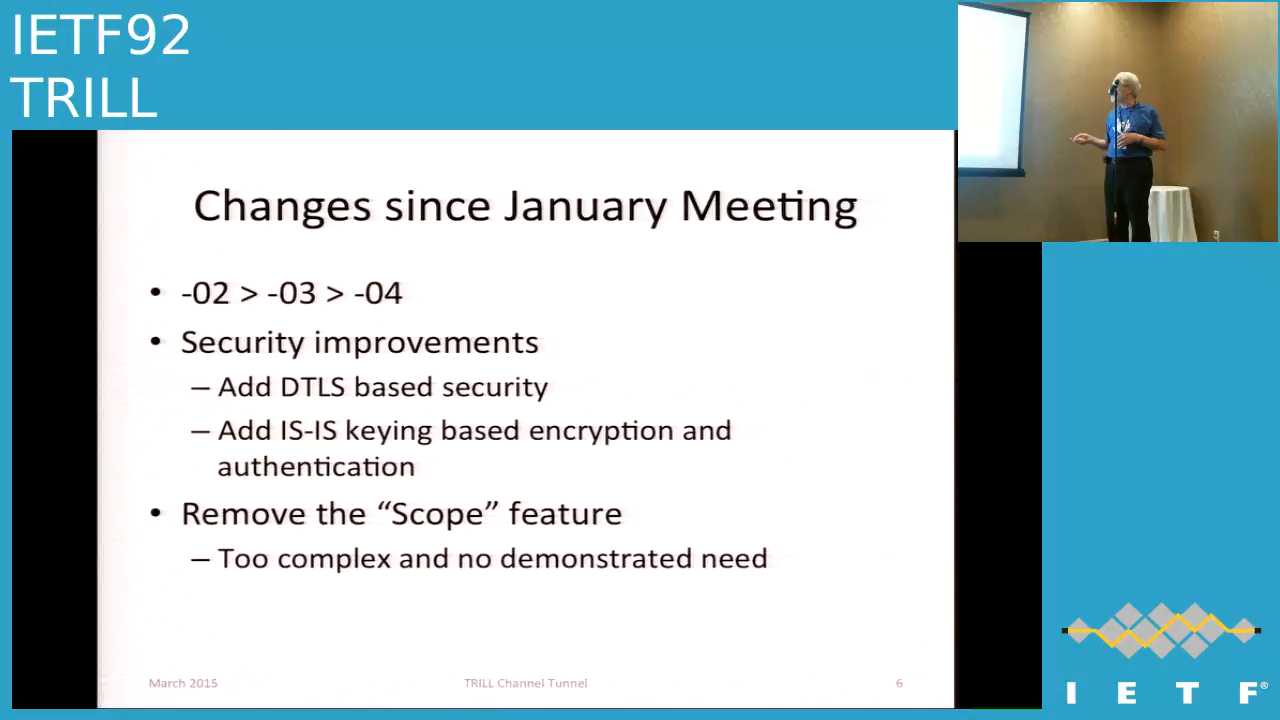 IETF92
TRILL
Changes since January Meeting
• -02 > -03 > -04
• Security improvements
– Add DTLS based security
– Add IS-IS keying based encryption and
authentication
• Remove the “Scope” feature
– Too complex and no demonstrated need
March 2015
TRILL Channel Tunnel
6
I E T F®